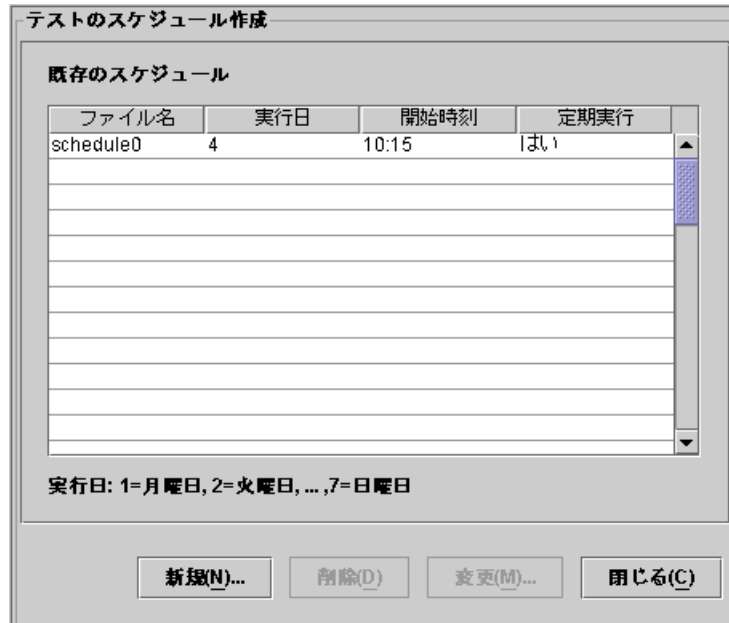 テストのスケジュール作成
既存のスケジュール
ファイル名 実行日 開始時刻 定期実行
schedule0 4 10:15 はい
実行日: 1=月曜日, 2=火曜日, ... ,7=日曜日
新規(N)... 削除(D) 変更(M)... 閉じる(C)